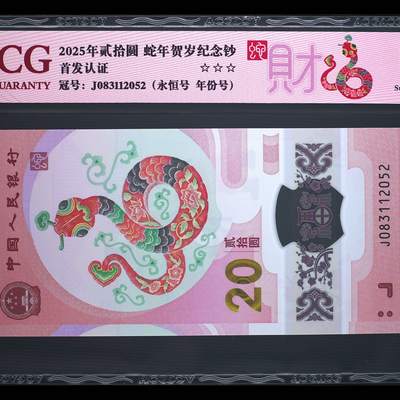 CG
UARANTY
2025年贰拾圆 蛇年贺岁纪念钞
首发认证
☆☆☆
冠号：J083112052（永恒号 年份号）
財
中国人民银行
贰拾圆
20
J083112052